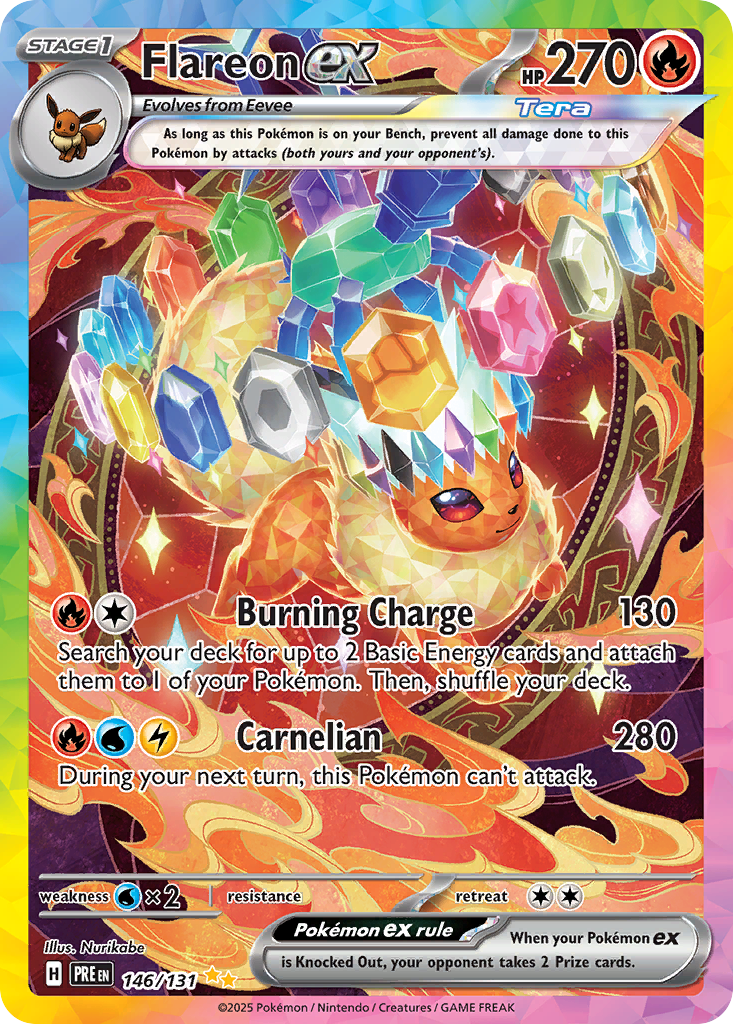 STAGE1
Flareon ex
HP 270
Evolves from Eevee
Tera
As long as this Pokémon is on your Bench, prevent all damage done to this
Pokémon by attacks (both yours and your opponent's).
Burning Charge 130
Search your deck for up to 2 Basic Energy cards and attach
them to 1 of your Pokémon. Then, shuffle your deck.
Carnelian 280
During your next turn, this Pokémon can't attack.
weakness ×2 resistance retreat
Pokémon ex rule
When your Pokémon ex
is Knocked Out, your opponent takes 2 Prize cards.
Illus. Nurikabe
H PRE EN 146/131
©2025 Pokémon / Nintendo / Creatures / GAME FREAK